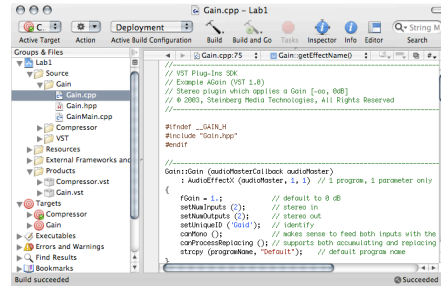 Gain.cpp – Lab1
C.
Deployment
Q▾ String M
Active Target
Action
Active Build Configuration
Build
Build and Go
Tasks
Inspector
Info
Editor
Search
Groups & Files
Gain.cpp:75
Gain::getEffectName()
Lab1
Source
Gain
Gain.cpp
Gain.hpp
GainMain.cpp
Compressor
VST
Resources
External Frameworks and
Products
Compressor.vst
Gain.vst
Targets
Compressor
Gain
Executables
Errors and Warnings
Find Results
Bookmarks
//
// VST Plug-Ins SDK
// Example AGain (VST 1.0)
// Stereo plugin which applies a Gain [-oo, 0dB]
// © 2003, Steinberg Media Technologies, All Rights Reserved
//
#ifndef __GAIN_H
#include "Gain.hpp"
#endif
//
Gain::Gain (audioMasterCallback audioMaster)
: AudioEffectX (audioMaster, 1, 1) // 1 program, 1 parameter only
{
fGain = 1.; // default to 0 dB
setNumInputs (2); // stereo in
setNumOutputs (2); // stereo out
setUniqueID ('Gaid'); // identify
canMono (); // makes sense to feed both inputs with the
canProcessReplacing (); // supports both accumulating and replacing
strcpy (programName, "Default"); // default program name
}
Build succeeded
Succeeded